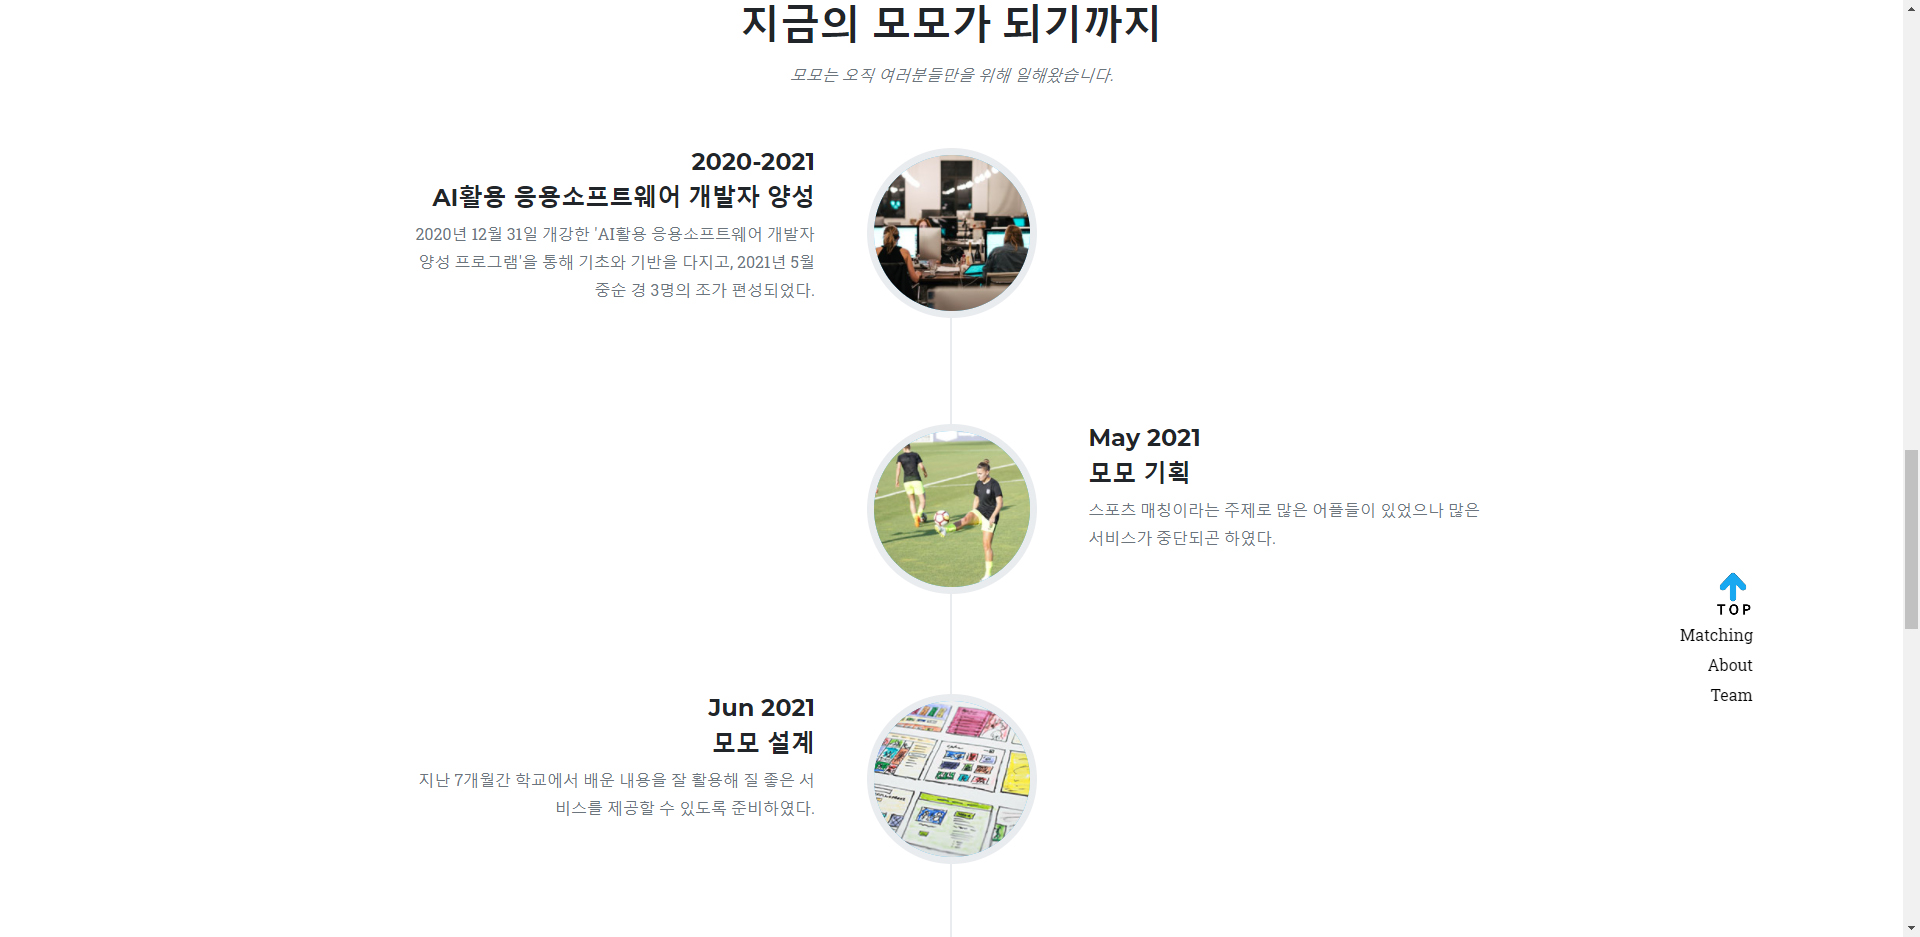 지금의 모모가 되기까지
모모는 오직 여러분들만을 위해 일해왔습니다.
2020-2021
AI활용 응용소프트웨어 개발자 양성
2020년 12월 31일 개강한 'AI활용 응용소프트웨어 개발자
양성 프로그램'을 통해 기초와 기반을 다지고, 2021년 5월
중순 경 3명의 조가 편성되었다.
May 2021
모모 기획
스포츠 매칭이라는 주제로 많은 어플들이 있었으나 많은
서비스가 중단되곤 하였다.
TOP
Matching
About
Team
Jun 2021
모모 설계
지난 7개월간 학교에서 배운 내용을 잘 활용해 질 좋은 서
비스를 제공할 수 있도록 준비하였다.